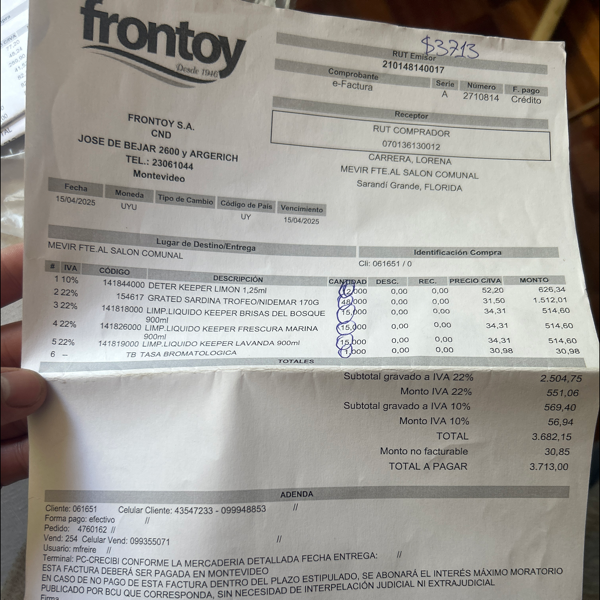 frontoy
Desde 1946
$3713
RUT Emisor
210148140017
Comprobante Serie Número F. pago
e-Factura A 2710814 Crédito
Receptor
RUT COMPRADOR
070136130012
CARRERA, LORENA
MEVIR FTE.AL SALON COMUNAL
Sarandí Grande, FLORIDA
FRONTOY S.A.
CND
JOSE DE BEJAR 2600 y ARGERICH
TEL.: 23061044
Montevideo
Fecha Moneda Tipo de Cambio Código de País Vencimiento
15/04/2025 UYU UY 15/04/2025
Lugar de Destino/Entrega Identificación Compra
MEVIR FTE.AL SALON COMUNAL Cli: 061651 / 0
# IVA CÓDIGO DESCRIPCIÓN CANTIDAD DESC. REC. PRECIO C/IVA MONTO
1 10% 141844000 DETER KEEPER LIMON 1,25ml 12,000 0,00 0,00 52,20 626,34
2 22% 154617 GRATED SARDINA TROFEO/NIDEMAR 170G 48,000 0,00 0,00 31,50 1.512,01
3 22% 141818000 LIMP.LIQUIDO KEEPER BRISAS DEL BOSQUE 15,000 0,00 0,00 34,31 514,60
900ml
4 22% 141826000 LIMP.LIQUIDO KEEPER FRESCURA MARINA 15,000 0,00 0,00 34,31 514,60
900ml
5 22% 141819000 LIMP.LIQUIDO KEEPER LAVANDA 900ml 15,000 0,00 0,00 34,31 514,60
6 -- TB TASA BROMATOLOGICA 1,000 0,00 0,00 30,98 30,98
TOTALES
Subtotal gravado a IVA 22% 2.504,75
Monto IVA 22% 551,06
Subtotal gravado a IVA 10% 569,40
Monto IVA 10% 56,94
TOTAL 3.682,15
Monto no facturable 30,85
TOTAL A PAGAR 3.713,00
ADENDA
Cliente: 061651 Celular Cliente: 43547233 - 099948853 //
Forma pago: efectivo //
Pedido: 4760162 //
Vend: 254 Celular Vend: 099355071 //
Usuario: mfreire //
Terminal: PC-CRECIBI CONFORME LA MERCADERIA DETALLADA FECHA ENTREGA: //
ESTA FACTURA DEBERÁ SER PAGADA EN MONTEVIDEO
EN CASO DE NO PAGO DE ESTA FACTURA DENTRO DEL PLAZO ESTIPULADO, SE ABONARÁ EL INTERÉS MÁXIMO MORATORIO
PUBLICADO POR BCU QUE CORRESPONDA, SIN NECESIDAD DE INTERPELACIÓN JUDICIAL NI EXTRAJUDICIAL
Firma